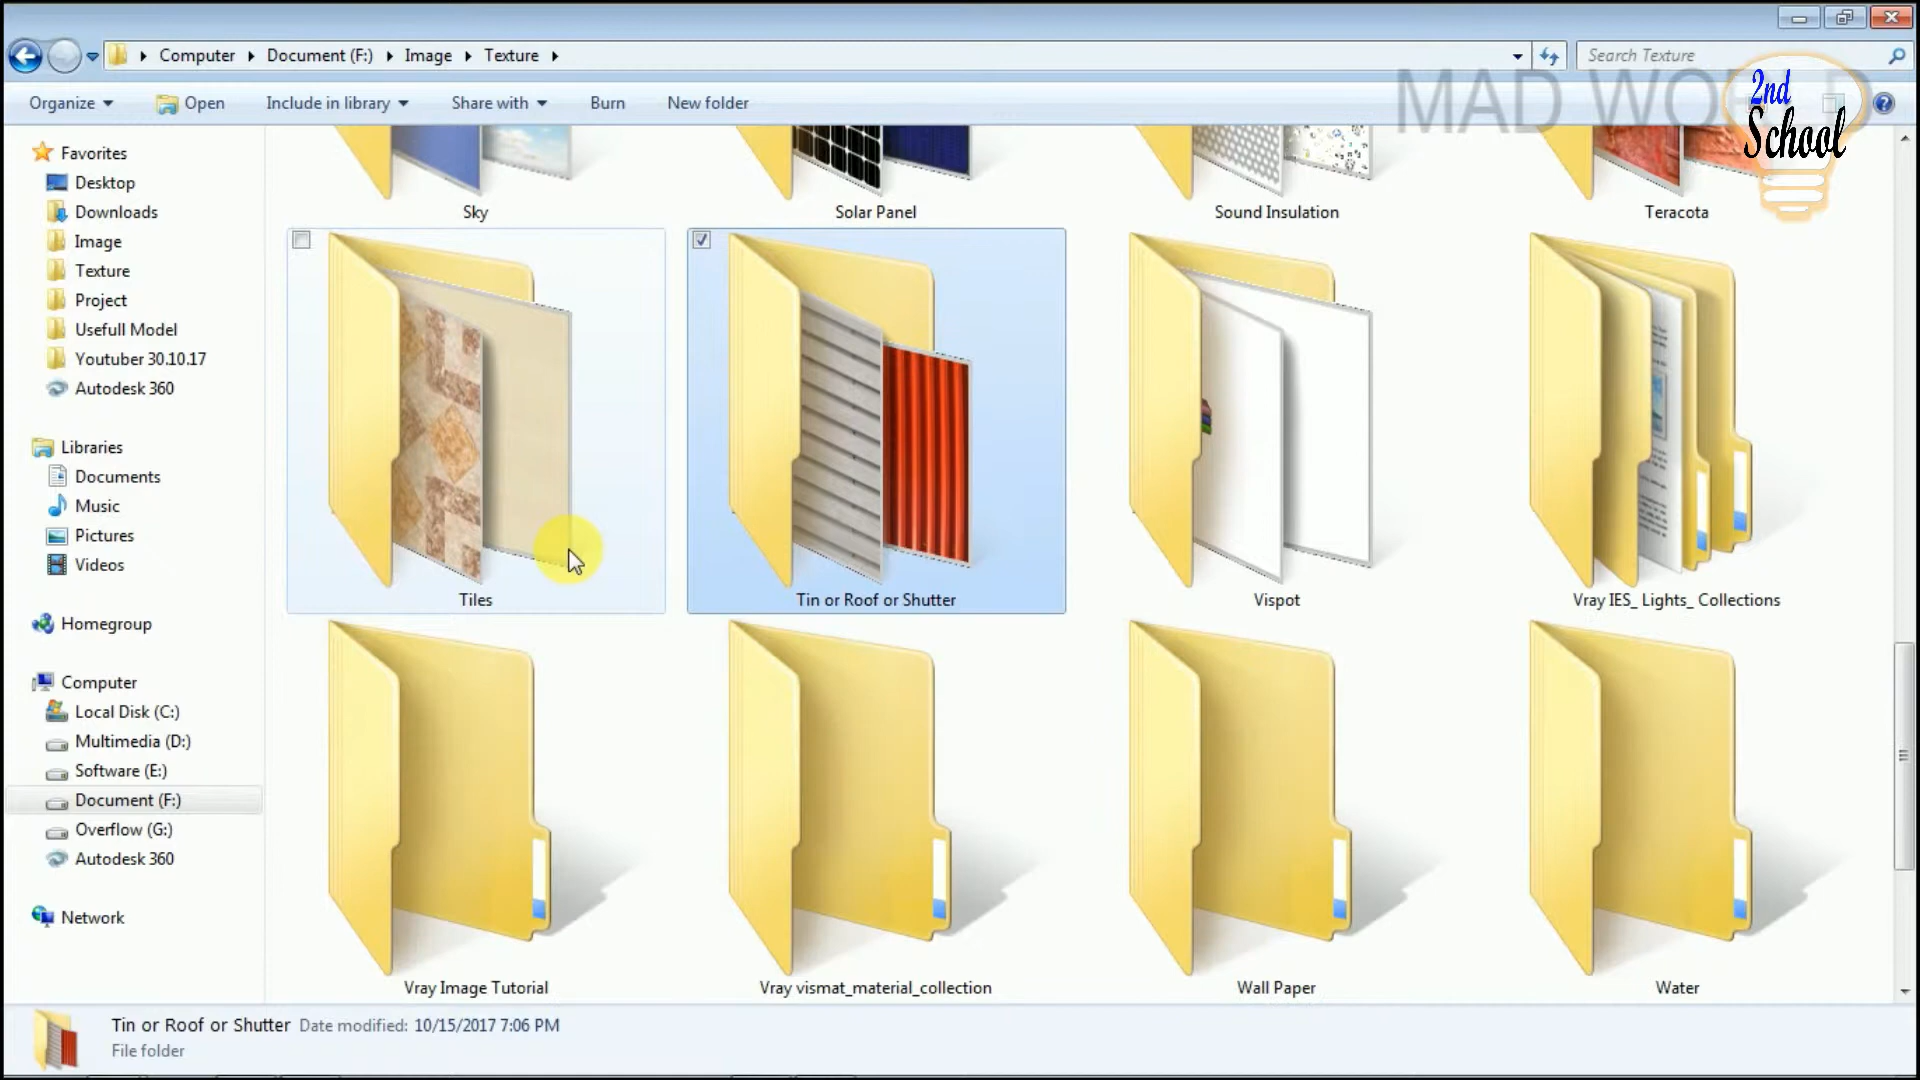 Computer
Document (F:)
Image
Texture
Search Texture
Organize
Open
Include in library
Share with
Burn
New folder
2nd
School
Favorites
Desktop
Downloads
Image
Texture
Project
Usefull Model
Youtuber 30.10.17
Autodesk 360
Libraries
Documents
Music
Pictures
Videos
Homegroup
Computer
Local Disk (C:)
Multimedia (D:)
Software (E:)
Document (F:)
Overflow (G:)
Autodesk 360
Network
Sky
Solar Panel
Sound Insulation
Teracota
Tiles
Tin or Roof or Shutter
Vispot
Vray IES_ Lights_ Collections
Vray Image Tutorial
Vray vismat_material_collection
Wall Paper
Water
Tin or Roof or Shutter Date modified: 10/15/2017 7:06 PM
File folder